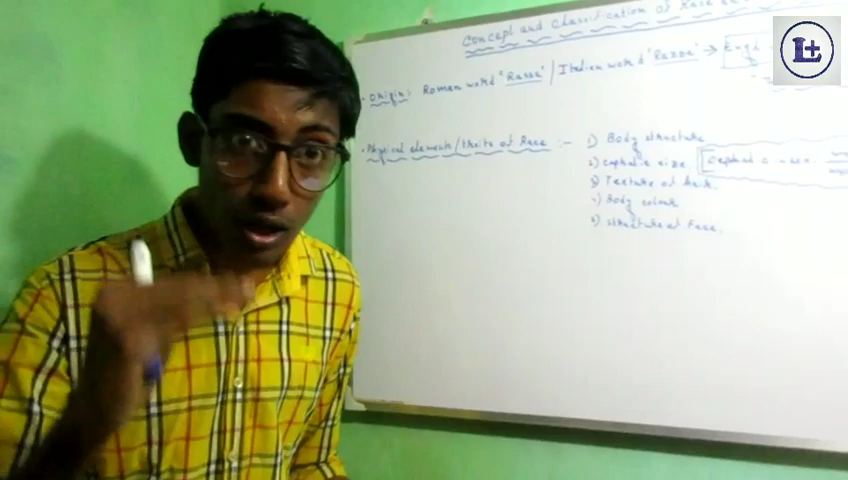 Concept and Classification of Race
L+
• Origin: Roman word "Razza" / Italian word 'Razza' →
• Physical elements/traits of Race :-
1) Body structure
2) Cephalic size.
3) Texture of hair.
4) Body colour
5) Structure of Face.